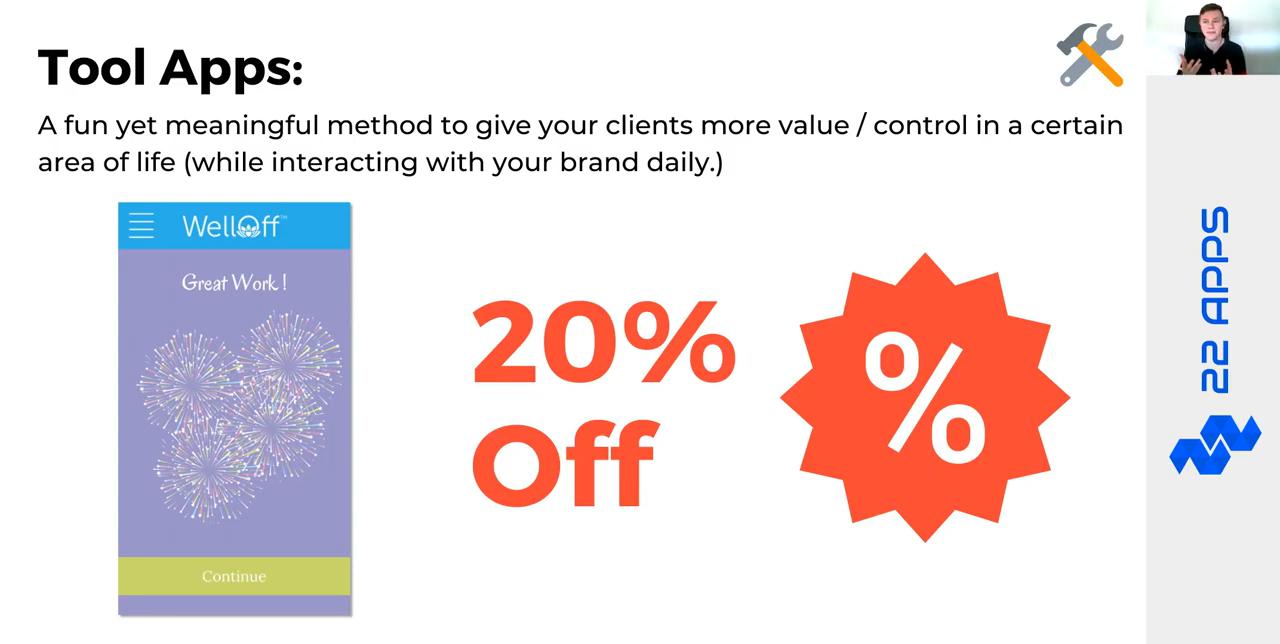 Tool Apps:
A fun yet meaningful method to give your clients more value / control in a certain
area of life (while interacting with your brand daily.)
WellOff™
Great Work !
Continue
20%
Off
%
22 APPS